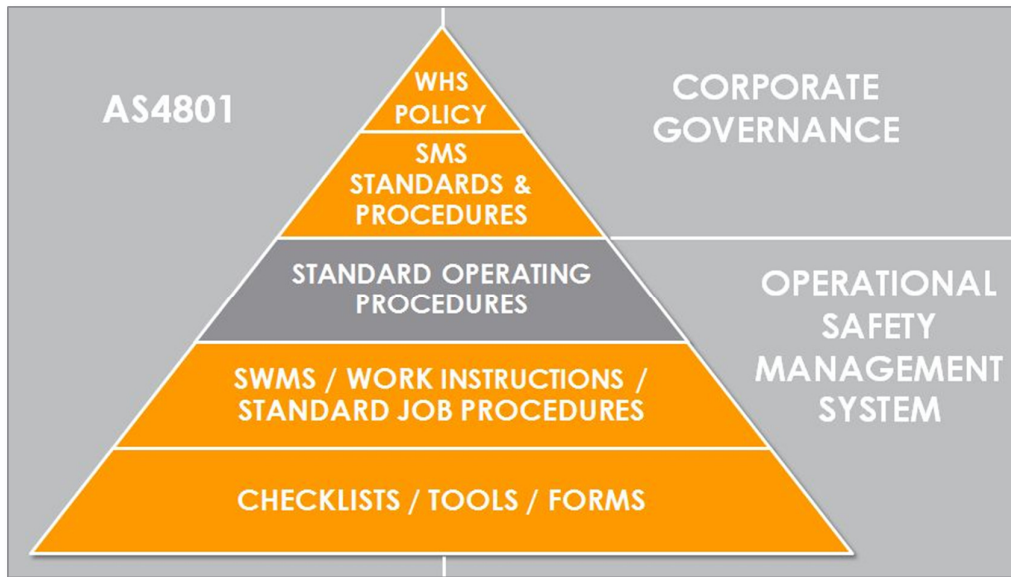 AS4801
WHS
POLICY
SMS
STANDARDS &
PROCEDURES
STANDARD OPERATING
PROCEDURES
SWMS / WORK INSTRUCTIONS /
STANDARD JOB PROCEDURES
CHECKLISTS / TOOLS / FORMS
CORPORATE
GOVERNANCE
OPERATIONAL
SAFETY
MANAGEMENT
SYSTEM